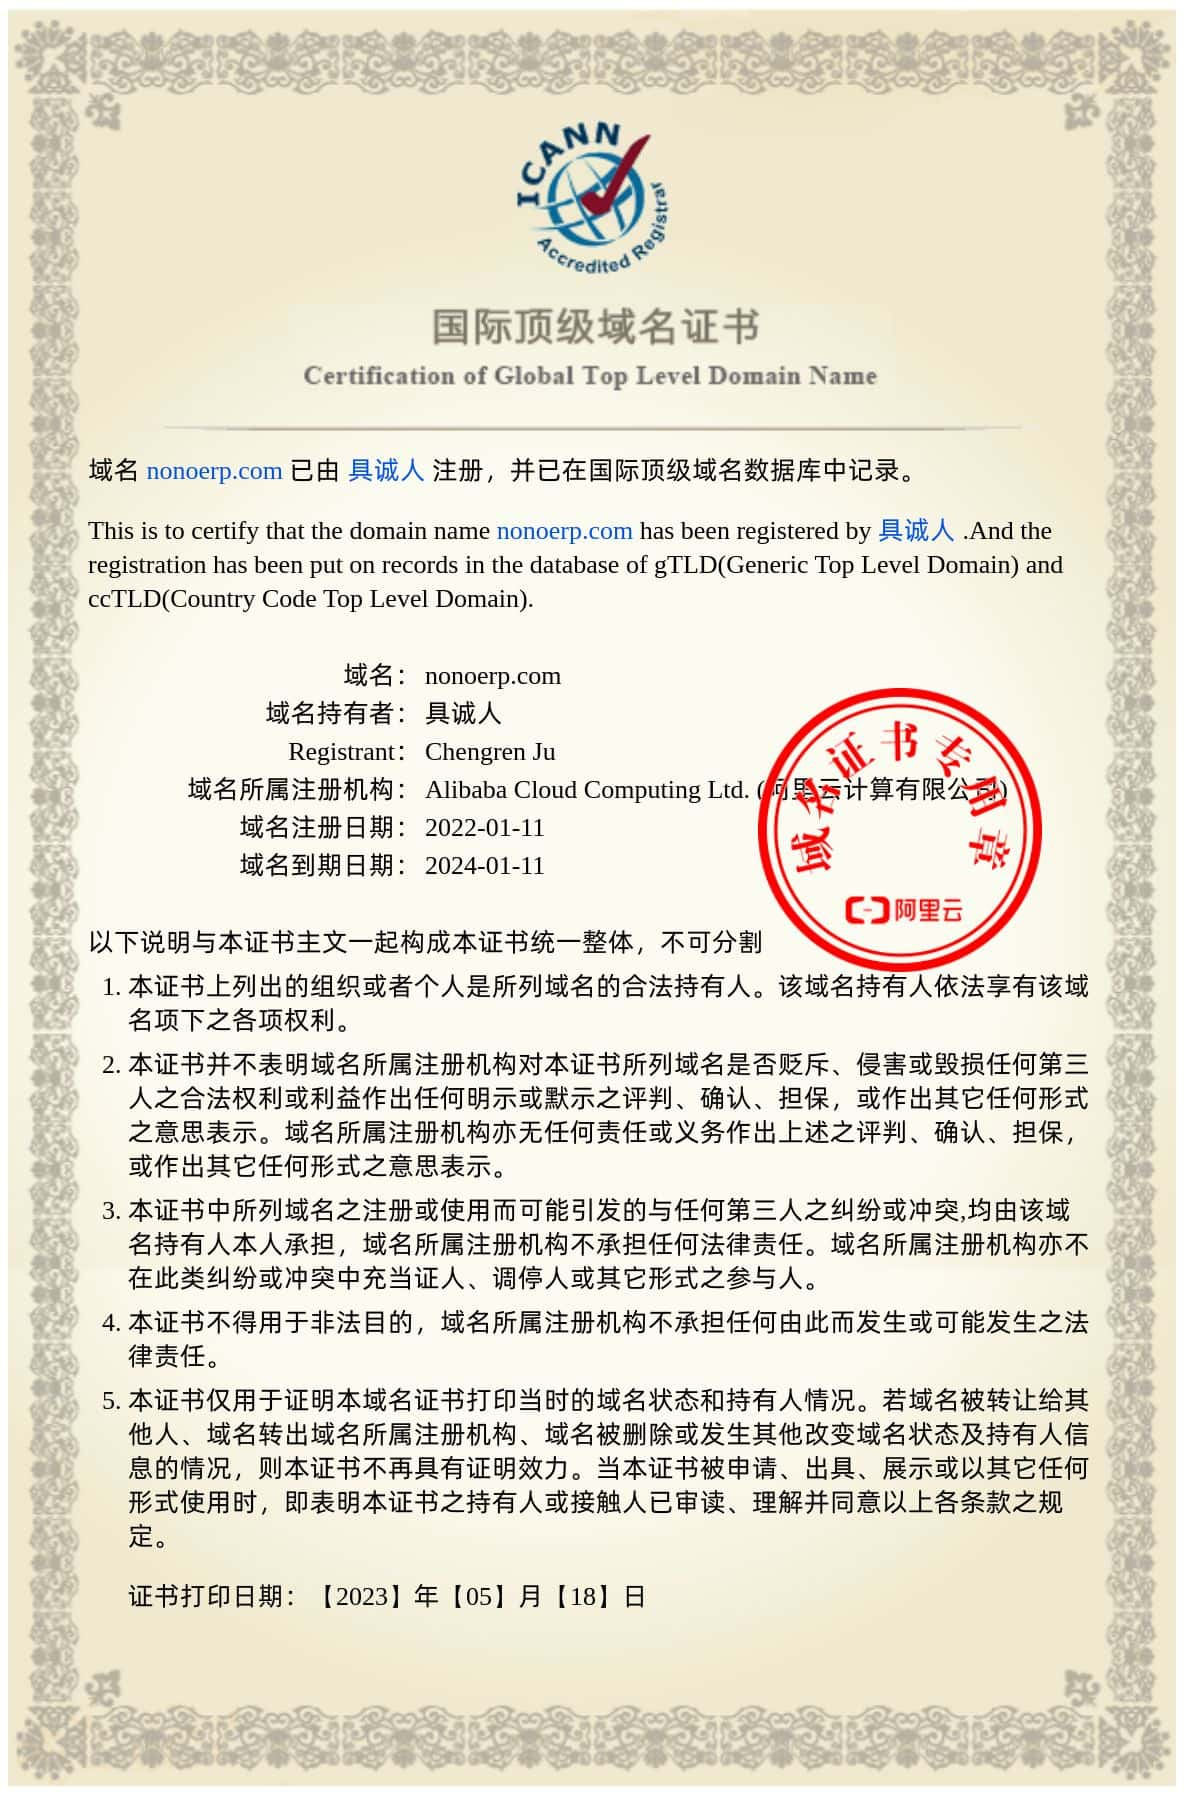 ICANN
Accredited Registrar
国际顶级域名证书
Certification of Global Top Level Domain Name
域名 nonoerp.com 已由 具诚人 注册，并已在国际顶级域名数据库中记录。
This is to certify that the domain name nonoerp.com has been registered by 具诚人 .And the
registration has been put on records in the database of gTLD(Generic Top Level Domain) and
ccTLD(Country Code Top Level Domain).
域名： nonoerp.com
域名持有者： 具诚人
Registrant： Chengren Ju
域名所属注册机构： Alibaba Cloud Computing Ltd. (阿里云计算有限公司)
域名注册日期： 2022-01-11
域名到期日期： 2024-01-11
域名证书专用章
阿里云
以下说明与本证书主文一起构成本证书统一整体，不可分割
1. 本证书上列出的组织或者个人是所列域名的合法持有人。该域名持有人依法享有该域
名项下之各项权利。
2. 本证书并不表明域名所属注册机构对本证书所列域名是否贬斥、侵害或毁损任何第三
人之合法权利或利益作出任何明示或默示之评判、确认、担保，或作出其它任何形式
之意思表示。域名所属注册机构亦无任何责任或义务作出上述之评判、确认、担保，
或作出其它任何形式之意思表示。
3. 本证书中所列域名之注册或使用而可能引发的与任何第三人之纠纷或冲突,均由该域
名持有人本人承担，域名所属注册机构不承担任何法律责任。域名所属注册机构亦不
在此类纠纷或冲突中充当证人、调停人或其它形式之参与人。
4. 本证书不得用于非法目的，域名所属注册机构不承担任何由此而发生或可能发生之法
律责任。
5. 本证书仅用于证明本域名证书打印当时的域名状态和持有人情况。若域名被转让给其
他人、域名转出域名所属注册机构、域名被删除或发生其他改变域名状态及持有人信
息的情况，则本证书不再具有证明效力。当本证书被申请、出具、展示或以其它任何
形式使用时，即表明本证书之持有人或接触人已审读、理解并同意以上各条款之规
定。
证书打印日期：【2023】年【05】月【18】日